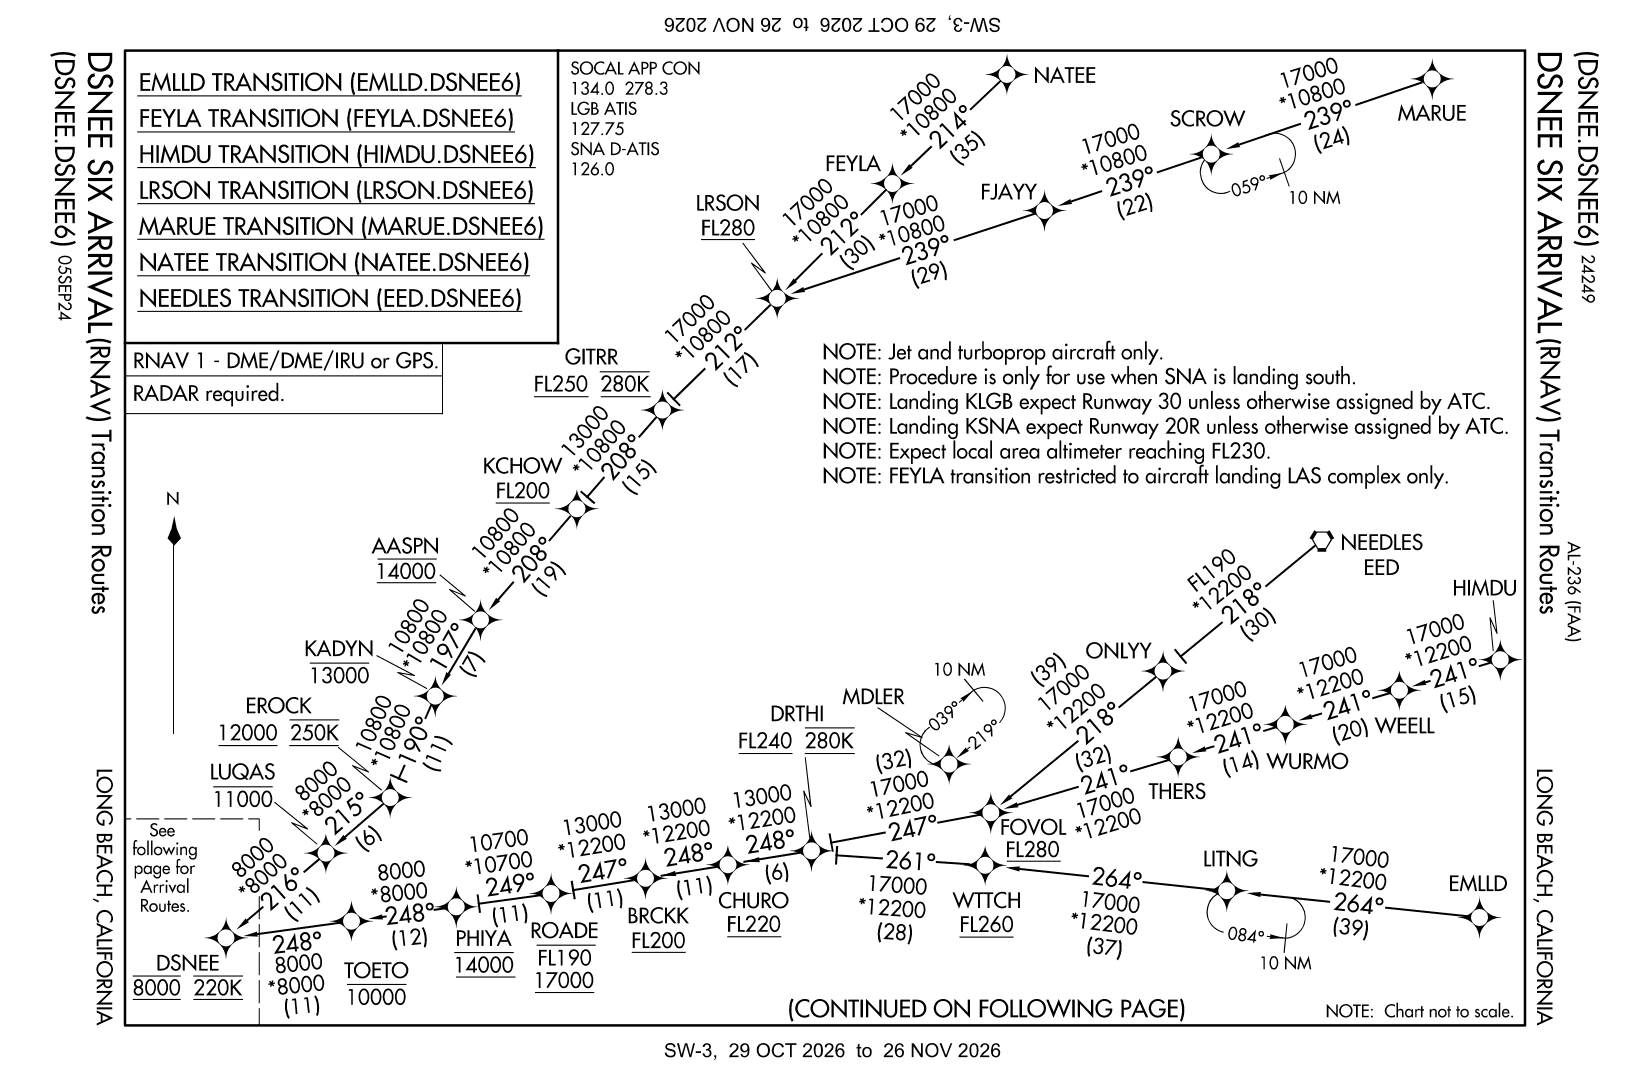 SW-3, 29 OCT 2026 to 26 NOV 2026
(DSNEE.DSNEE6) 05SEP24
DSNEE SIX ARRIVAL (RNAV) Transition Routes
LONG BEACH, CALIFORNIA
(DSNEE.DSNEE6) 24249
DSNEE SIX ARRIVAL (RNAV) Transition Routes
AL-236 (FAA)
LONG BEACH, CALIFORNIA
EMLLD TRANSITION (EMLLD.DSNEE6)
FEYLA TRANSITION (FEYLA.DSNEE6)
HIMDU TRANSITION (HIMDU.DSNEE6)
LRSON TRANSITION (LRSON.DSNEE6)
MARUE TRANSITION (MARUE.DSNEE6)
NATEE TRANSITION (NATEE.DSNEE6)
NEEDLES TRANSITION (EED.DSNEE6)
RNAV 1 - DME/DME/IRU or GPS.
RADAR required.
SOCAL APP CON
134.0 278.3
LGB ATIS
127.75
SNA D-ATIS
126.0
NATEE
17000
*10800
214°
(35)
FEYLA
17000
*10800
212°
(30)
MARUE
17000
*10800
239°
(24)
SCROW
059°
10 NM
17000
*10800
239°
(22)
FJAYY
17000
*10800
239°
(29)
LRSON
FL280
17000
*10800
212°
(17)
GITRR
FL250 280K
13000
*10800
208°
(15)
KCHOW
FL200
10800
*10800
208°
(19)
AASPN
14000
10800
*10800
197°
(7)
KADYN
13000
10800
*10800
190°
(11)
EROCK
12000 250K
8000
*8000
215°
(6)
LUQAS
11000
8000
*8000
216°
(11)
NOTE: Jet and turboprop aircraft only.
NOTE: Procedure is only for use when SNA is landing south.
NOTE: Landing KLGB expect Runway 30 unless otherwise assigned by ATC.
NOTE: Landing KSNA expect Runway 20R unless otherwise assigned by ATC.
NOTE: Expect local area altimeter reaching FL230.
NOTE: FEYLA transition restricted to aircraft landing LAS complex only.
N
NEEDLES
EED
FL190
*12200
218°
(30)
ONLYY
(39)
17000
*12200
218°
HIMDU
17000
*12200
241°
(15)
WEELL
17000
*12200
241°
(20)
WURMO
17000
*12200
241°
(14)
THERS
(32)
241°
17000
*12200
FOVOL
FL280
MDLER
10 NM
039°
219°
(32)
17000
*12200
247°
EMLLD
17000
*12200
264°
(39)
LITNG
084°
10 NM
264°
17000
*12200
(37)
WTTCH
FL260
261°
17000
*12200
(28)
DRTHI
FL240 280K
13000
*12200
248°
(6)
CHURO
FL220
13000
*12200
248°
(11)
BRCKK
FL200
13000
*12200
247°
(11)
ROADE
FL190
17000
10700
*10700
249°
(11)
PHIYA
14000
8000
*8000
248°
(12)
TOETO
10000
248°
8000
*8000
(11)
DSNEE
8000 220K
See
following
page for
Arrival
Routes.
(CONTINUED ON FOLLOWING PAGE)
NOTE: Chart not to scale.
SW-3, 29 OCT 2026 to 26 NOV 2026